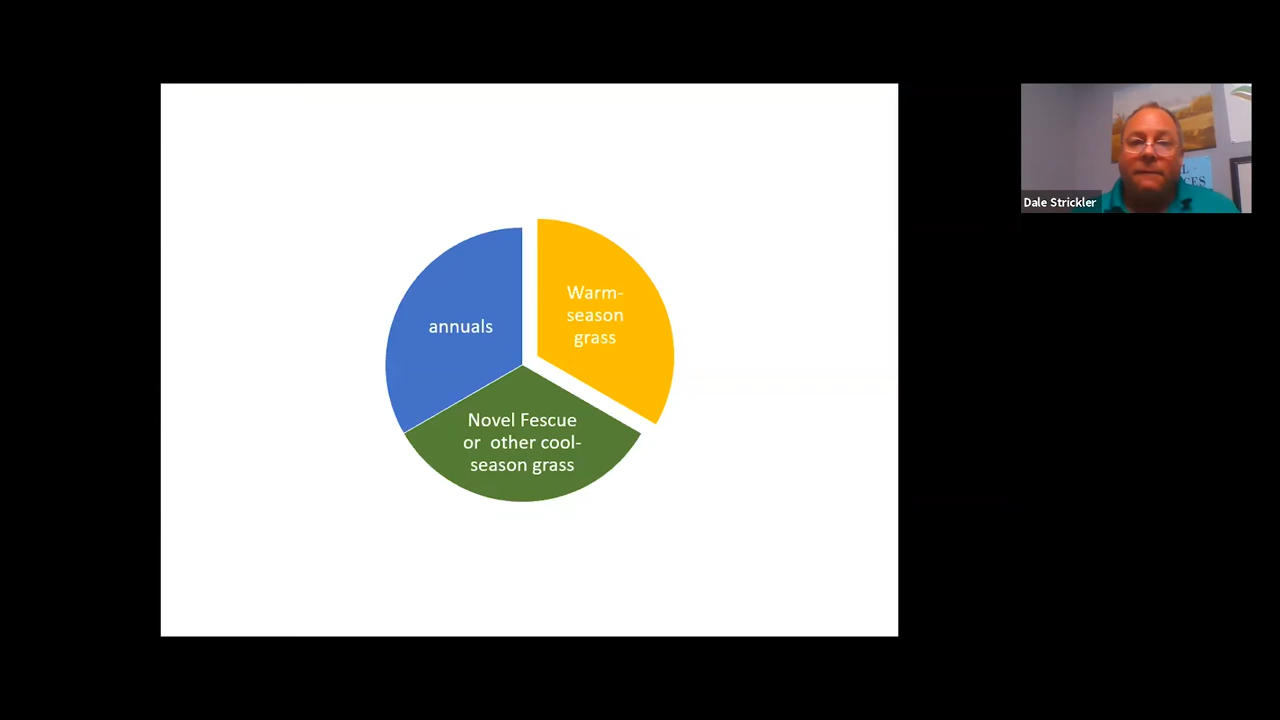 Warm-
season
grass
annuals
Novel Fescue
or other cool-
season grass
Dale Strickler